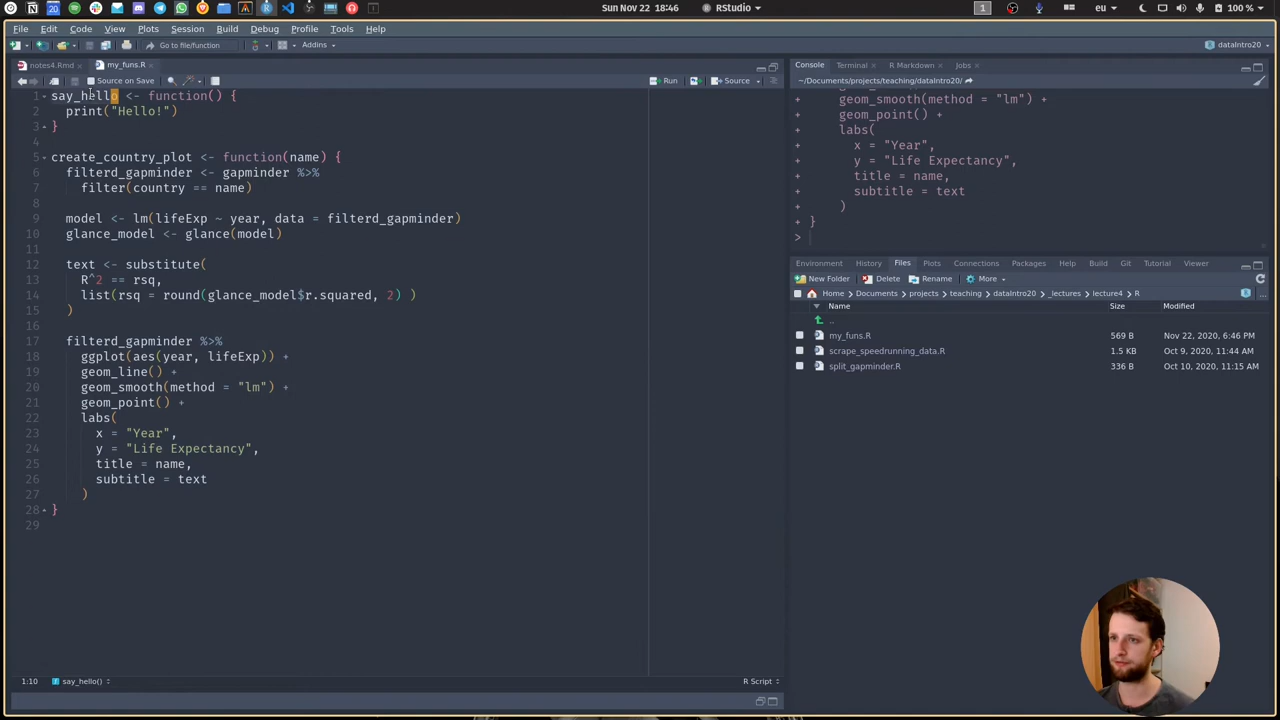 Sun Nov 22 18:46
RStudio
1
eu
100 %
File Edit Code View Plots Session Build Debug Profile Tools Help
Go to file/function
Addins
dataIntro20
notes4.Rmd
my_funs.R
Source on Save
Run
Source
1 say_hello <- function() {
2 print("Hello!")
3 }
4
5 create_country_plot <- function(name) {
6 filterd_gapminder <- gapminder %>%
7 filter(country == name)
8
9 model <- lm(lifeExp ~ year, data = filterd_gapminder)
10 glance_model <- glance(model)
11
12 text <- substitute(
13 R^2 == rsq,
14 list(rsq = round(glance_model$r.squared, 2) )
15 )
16
17 filterd_gapminder %>%
18 ggplot(aes(year, lifeExp)) +
19 geom_line() +
20 geom_smooth(method = "lm") +
21 geom_point() +
22 labs(
23 x = "Year",
24 y = "Life Expectancy",
25 title = name,
26 subtitle = text
27 )
28 }
29
1:10 say_hello() R Script
Console Terminal R Markdown Jobs
~/Documents/projects/teaching/dataIntro20/
+ geom_smooth(method = "lm") +
+ geom_point() +
+ labs(
+ x = "Year",
+ y = "Life Expectancy",
+ title = name,
+ subtitle = text
+ )
+ }
>
Environment History Files Plots Connections Packages Help Build Git Tutorial Viewer
New Folder Delete Rename More
Home Documents projects teaching dataIntro20 _lectures lecture4 R
Name Size Modified
..
my_funs.R 569 B Nov 22, 2020, 6:46 PM
scrape_speedrunning_data.R 1.5 KB Oct 9, 2020, 11:44 AM
split_gapminder.R 336 B Oct 10, 2020, 11:15 AM